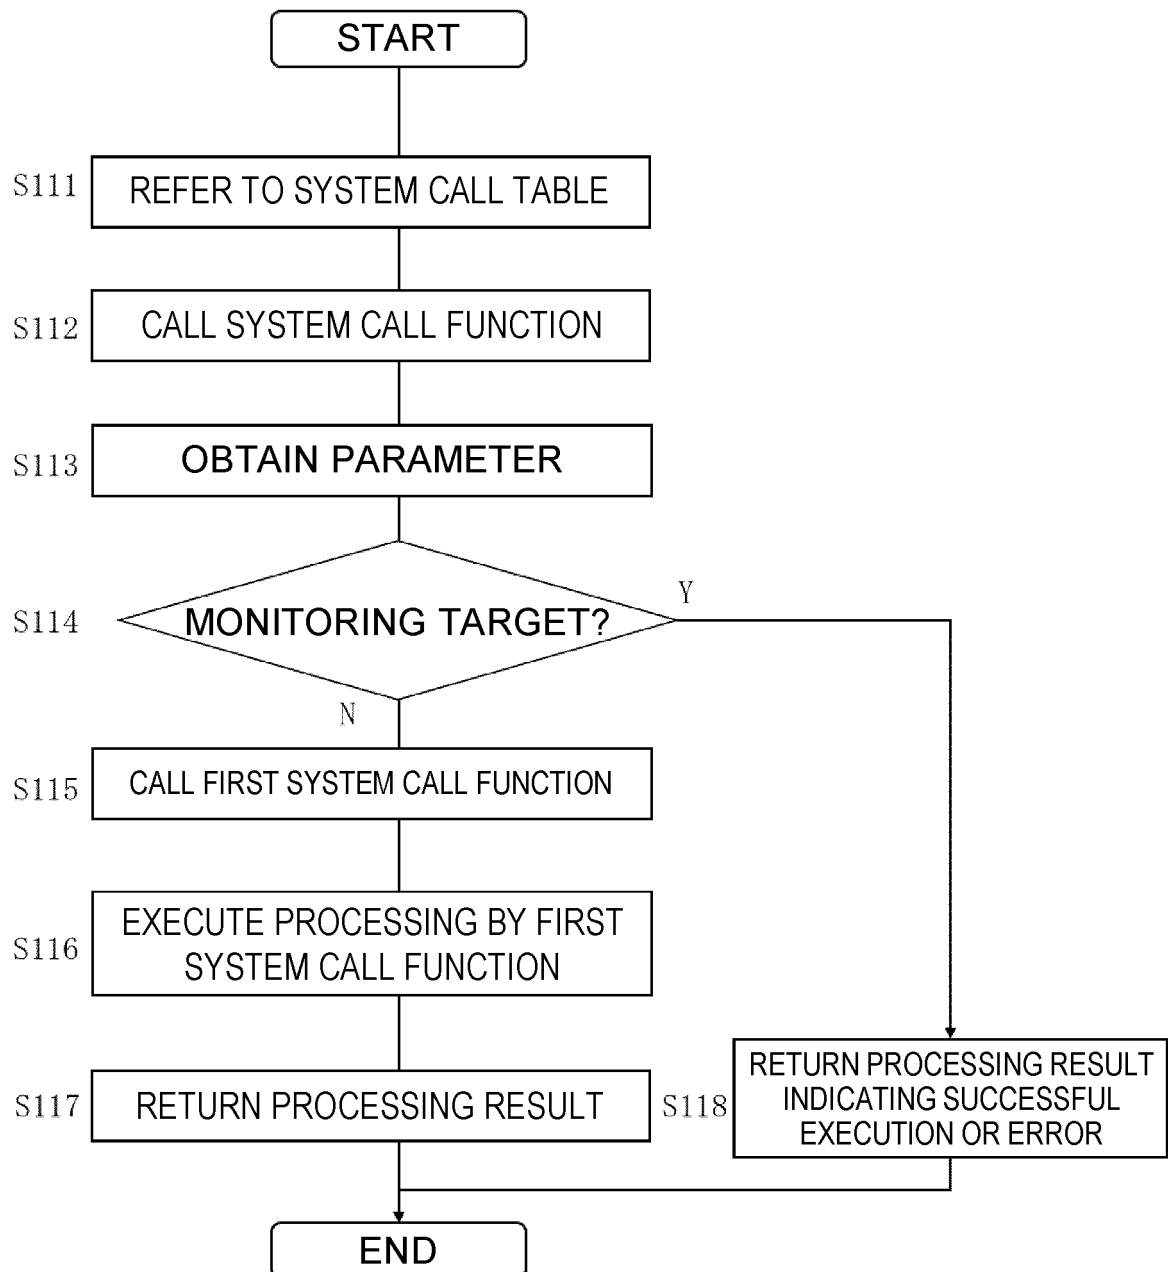 START
S111
REFER TO SYSTEM CALL TABLE
S112
CALL SYSTEM CALL FUNCTION
S113
OBTAIN PARAMETER
S114
MONITORING TARGET?
Y
N
S115
CALL FIRST SYSTEM CALL FUNCTION
S116
EXECUTE PROCESSING BY FIRST
SYSTEM CALL FUNCTION
S117
RETURN PROCESSING RESULT
S118
RETURN PROCESSING RESULT
INDICATING SUCCESSFUL
EXECUTION OR ERROR
END